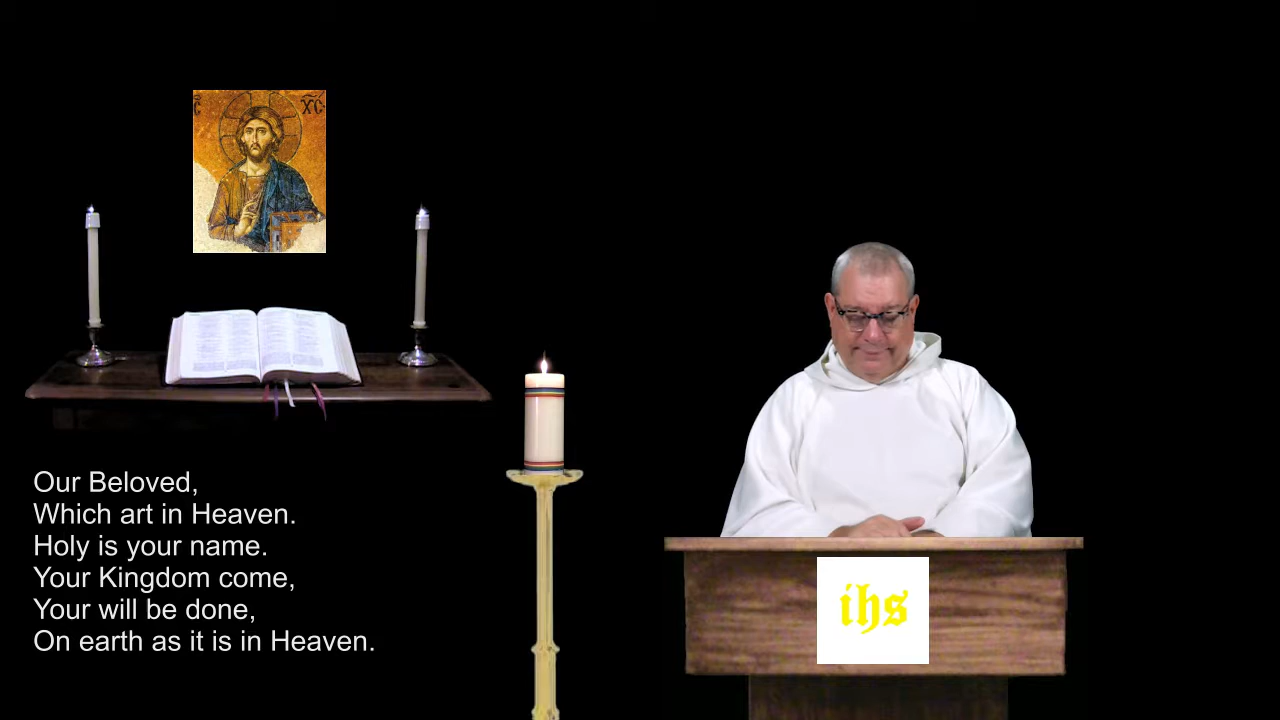 ΧC
Our Beloved,
Which art in Heaven.
Holy is your name.
Your Kingdom come,
Your will be done,
On earth as it is in Heaven.
ihs